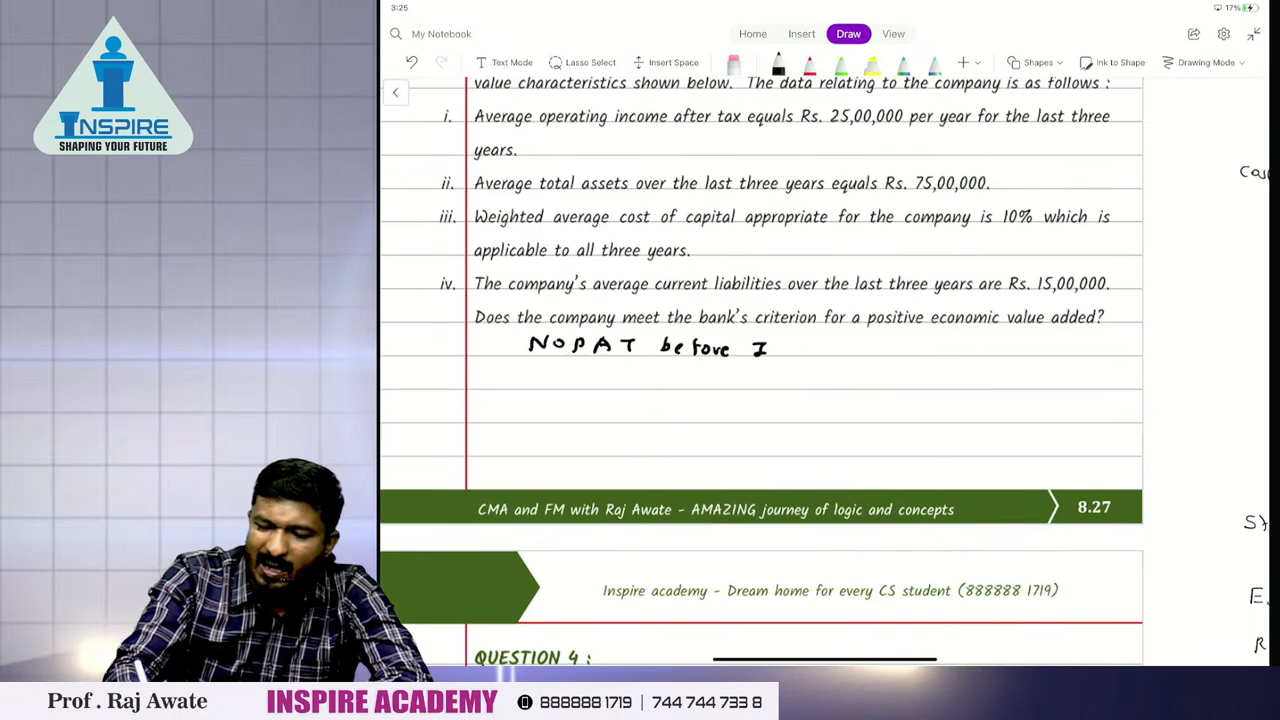 3:25
17%
INSPIRE
SHAPING YOUR FUTURE
My Notebook
Home Insert Draw View
Text Mode Lasso Select Insert Space Shapes Ink to Shape Drawing Mode
value characteristics shown below. The data relating to the company is as follows :
i. Average operating income after tax equals Rs. 25,00,000 per year for the last three
years.
ii. Average total assets over the last three years equals Rs. 75,00,000.
iii. Weighted average cost of capital appropriate for the company is 10% which is
applicable to all three years.
iv. The company's average current liabilities over the last three years are Rs. 15,00,000.
Does the company meet the bank's criterion for a positive economic value added?
NOPAT before I
CMA and FM with Raj Awate - AMAZING journey of logic and concepts 8.27
Inspire academy - Dream home for every CS student (888888 1719)
QUESTION 4 :
Prof . Raj Awate INSPIRE ACADEMY 888888 1719 | 744 744 733 8